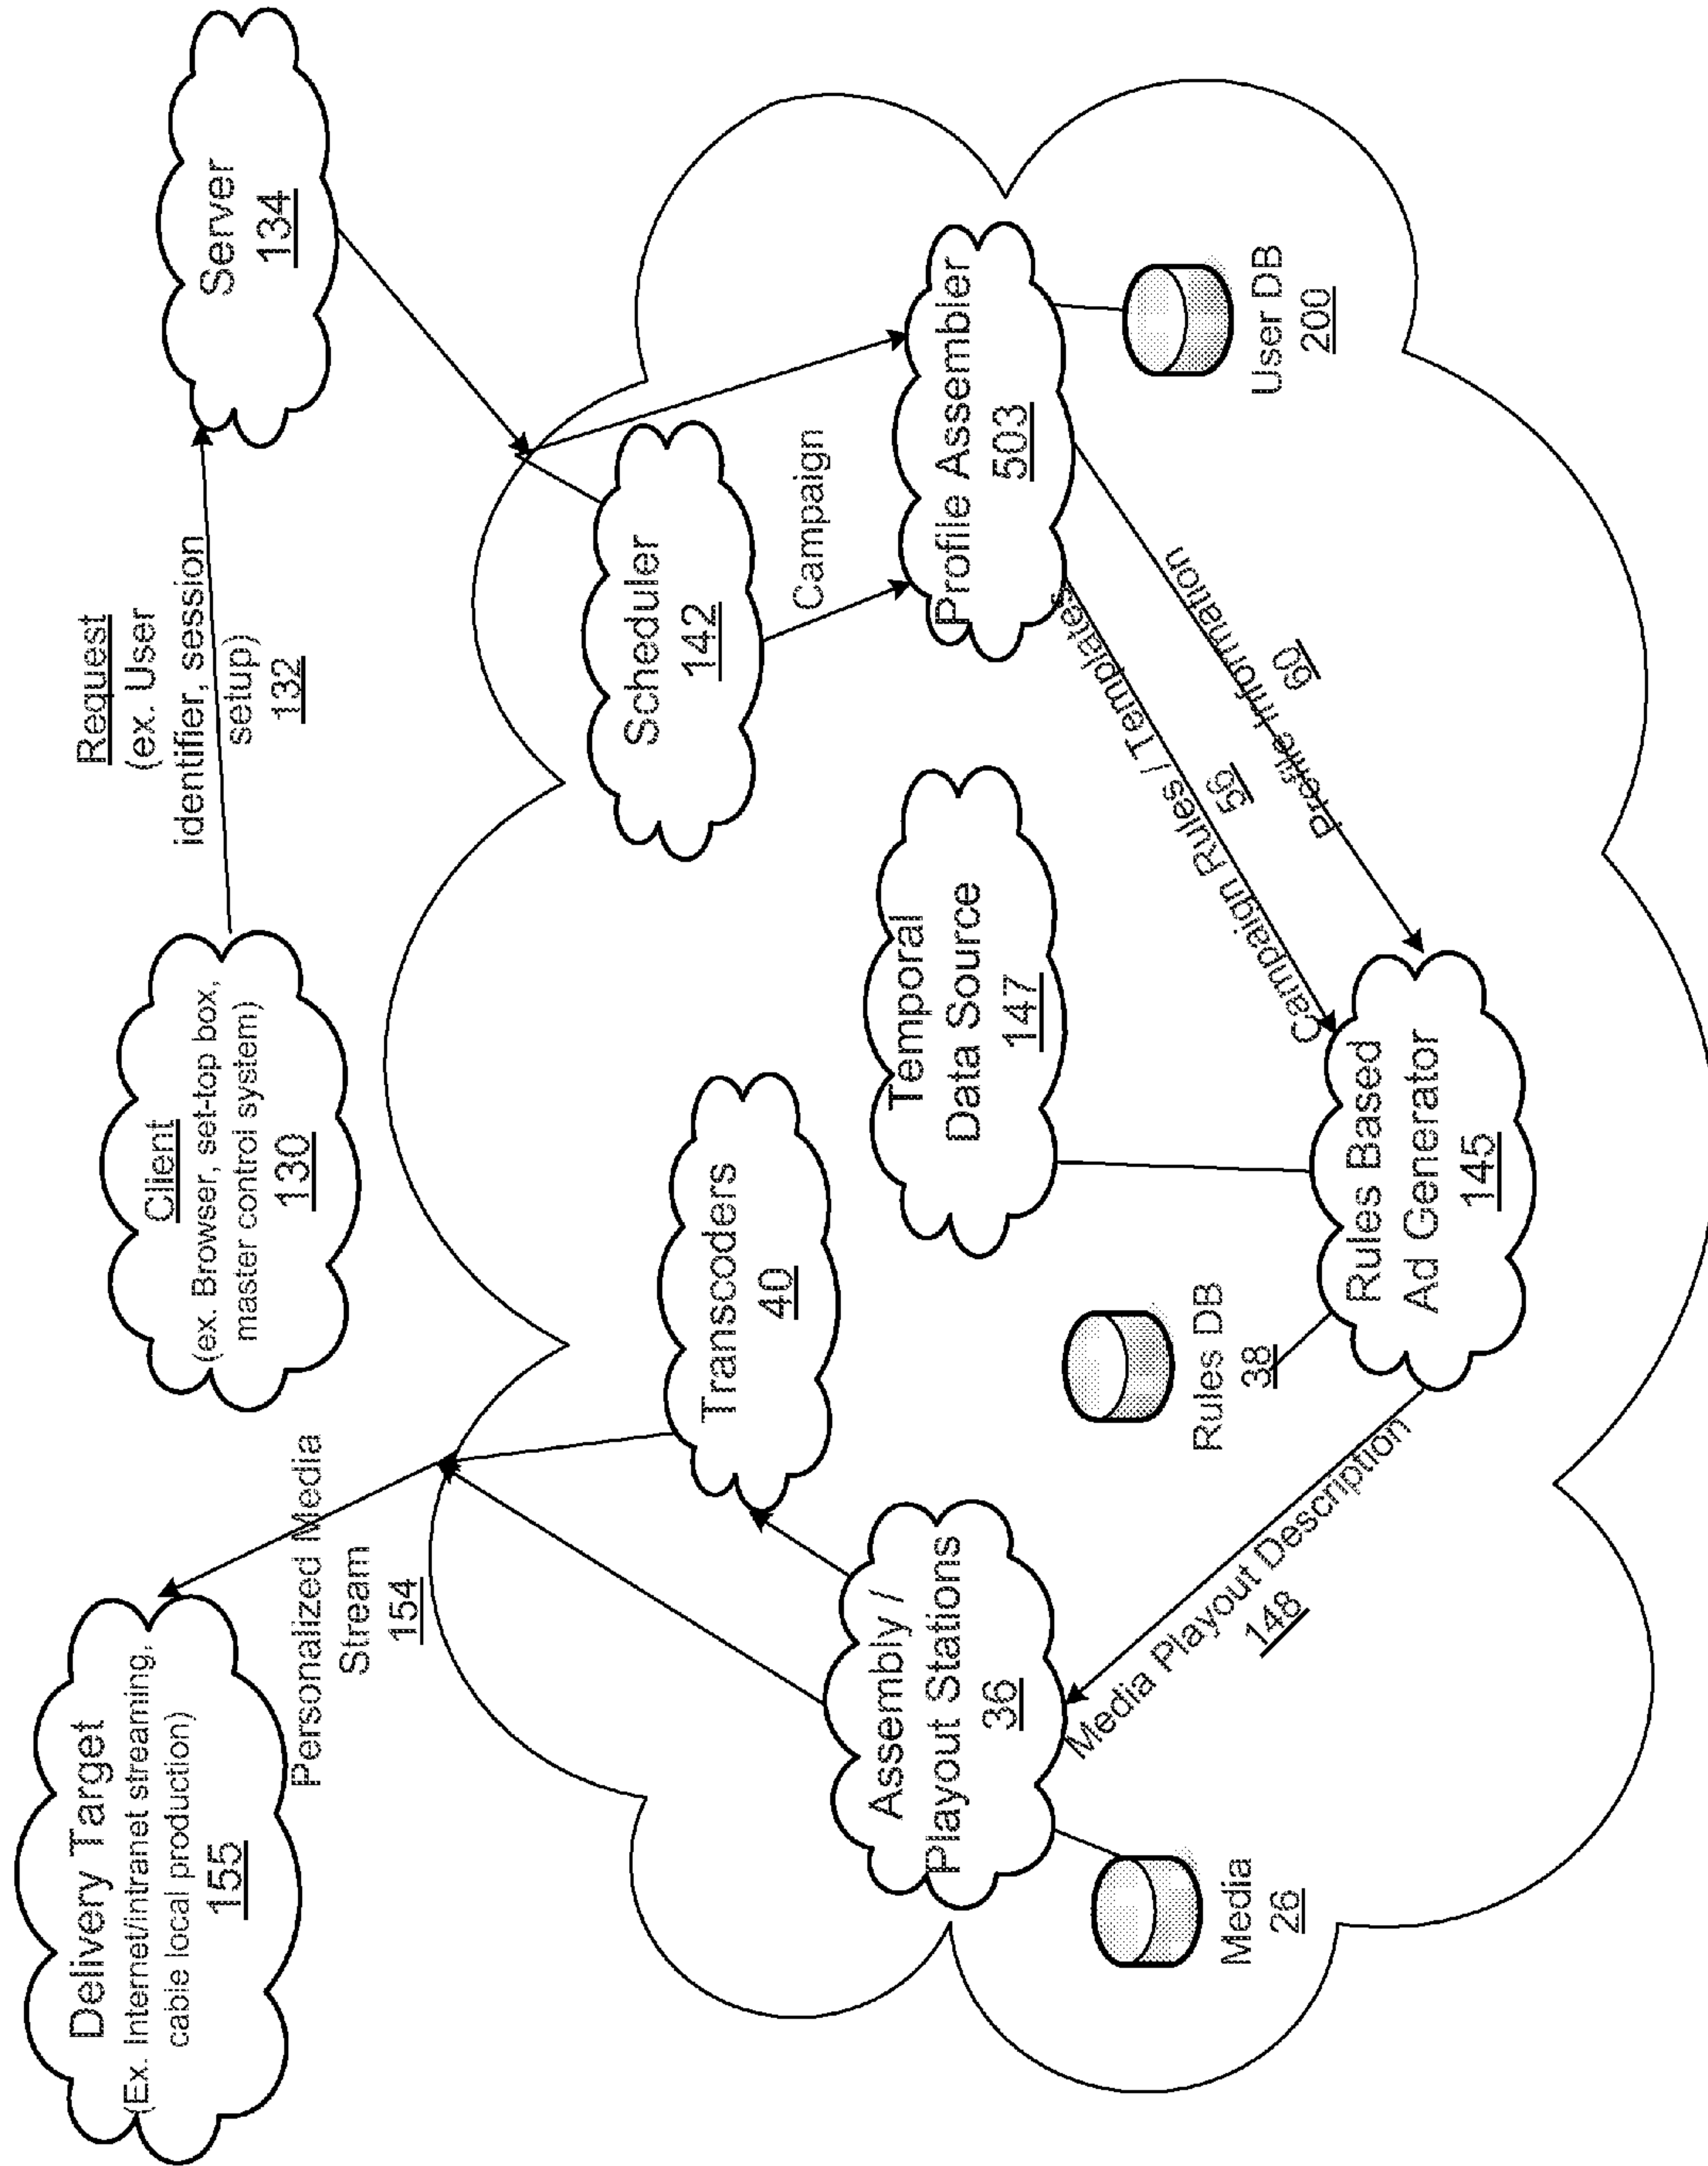 Delivery Target
(Ex. Internet/intranet streaming,
cable local production)
155
Personalized Media
Stream
154
Client
(ex. Browser, set-top box,
master control system)
130
Request
(ex. User
identifier, session
setup)
132
Server
134
Transcoders
40
Scheduler
142
Campaign
Assembly /
Playout Stations
36
Temporal
Data Source
147
Profile Assembler
503
Media
26
Rules DB
38
User DB
200
Media Playout Description
148
Campaign Rules / Templates
56
Profile Information
60
Rules Based
Ad Generator
145